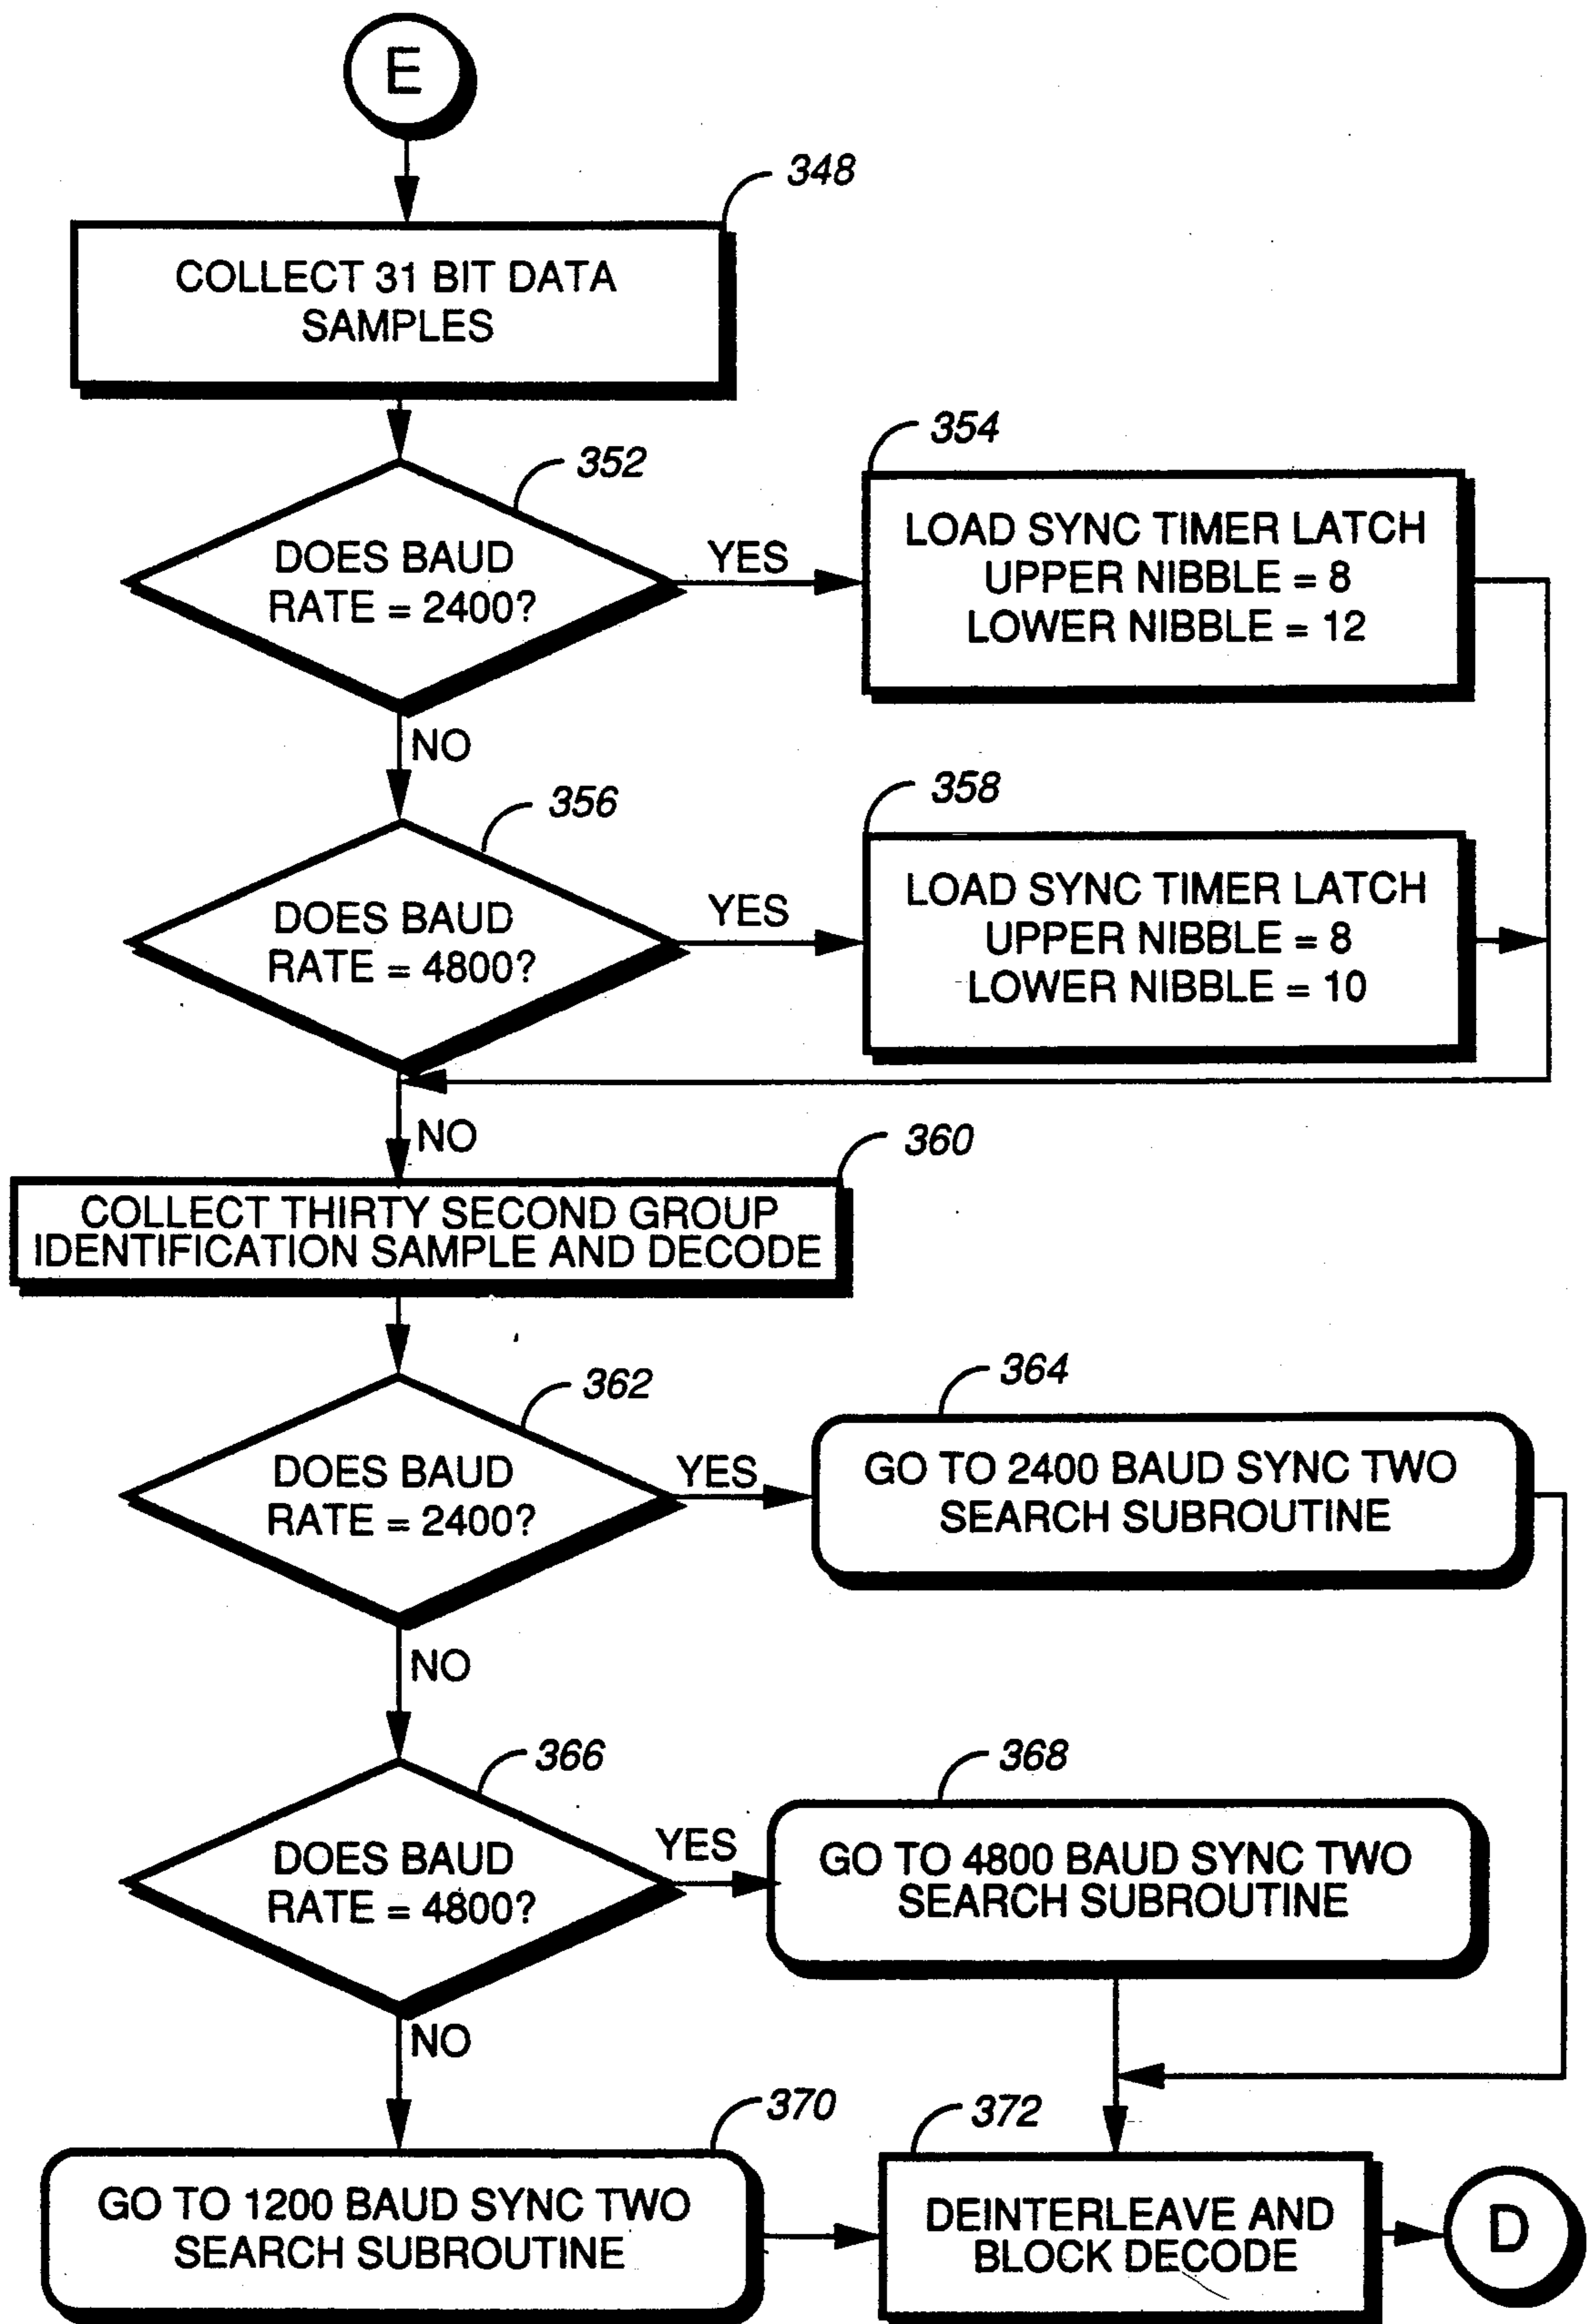 E
348
COLLECT 31 BIT DATA
SAMPLES
352
DOES BAUD
RATE = 2400?
YES
354
LOAD SYNC TIMER LATCH
UPPER NIBBLE = 8
LOWER NIBBLE = 12
NO
356
DOES BAUD
RATE = 4800?
YES
358
LOAD SYNC TIMER LATCH
UPPER NIBBLE = 8
LOWER NIBBLE = 10
NO
360
COLLECT THIRTY SECOND GROUP
IDENTIFICATION SAMPLE AND DECODE
362
DOES BAUD
RATE = 2400?
YES
364
GO TO 2400 BAUD SYNC TWO
SEARCH SUBROUTINE
NO
366
DOES BAUD
RATE = 4800?
YES
368
GO TO 4800 BAUD SYNC TWO
SEARCH SUBROUTINE
NO
370
GO TO 1200 BAUD SYNC TWO
SEARCH SUBROUTINE
372
DEINTERLEAVE AND
BLOCK DECODE
D